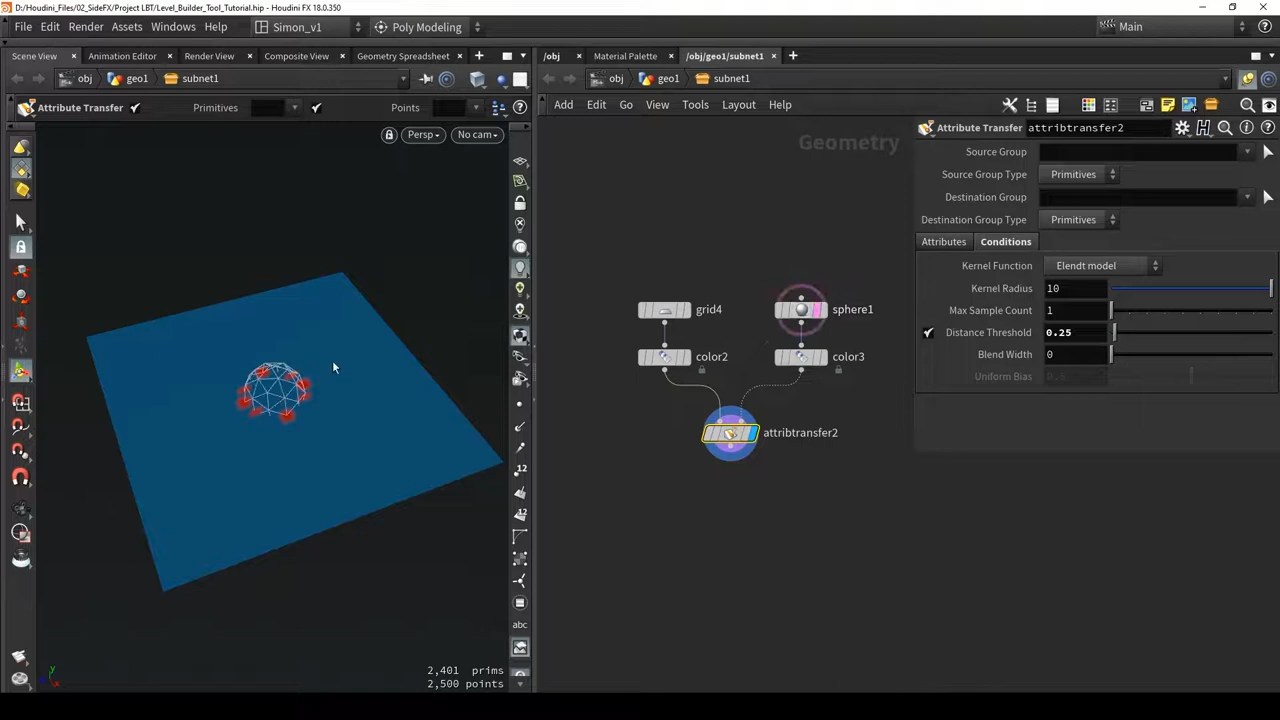 D:/Houdini_Files/02_SideFX/Project LBT/Level_Builder_Tool_Tutorial.hip - Houdini FX 18.0.350
File Edit Render Assets Windows Help Simon_v1 Poly Modeling Main
Scene View Animation Editor Render View Composite View Geometry Spreadsheet
/obj Material Palette /obj/geo1/subnet1
obj geo1 subnet1
obj geo1 subnet1
Attribute Transfer Primitives Points
Add Edit Go View Tools Layout Help
Persp No cam
Geometry
Attribute Transfer attribtransfer2
Source Group
Source Group Type Primitives
Destination Group
Destination Group Type Primitives
Attributes Conditions
Kernel Function Elendt model
Kernel Radius 10
Max Sample Count 1
Distance Threshold 0.25
Blend Width 0
Uniform Bias
grid4 sphere1
color2 color3
attribtransfer2
12
12
abc
2,401 prims
2,500 points
y
x